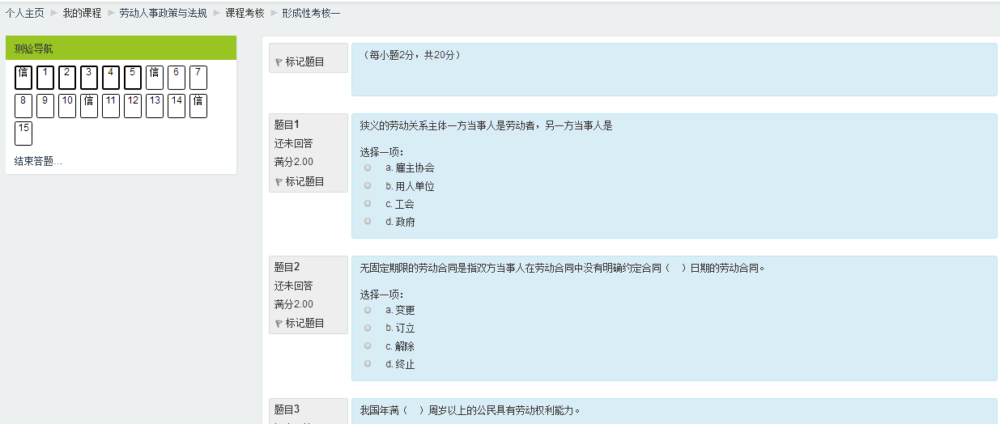 个人主页 ► 我的课程 ► 劳动人事政策与法规 ► 课程考核 ► 形成性考核一
测验导航
信 1 2 3 4 5 信 6 7
8 9 10 信 11 12 13 14 信
15
结束答题...
标记题目
（每小题2分，共20分）
题目1
还未回答
满分2.00
标记题目
狭义的劳动关系主体一方当事人是劳动者，另一方当事人是
选择一项：
a. 雇主协会
b. 用人单位
c. 工会
d. 政府
题目2
还未回答
满分2.00
标记题目
无固定期限的劳动合同是指双方当事人在劳动合同中没有明确约定合同（ ）日期的劳动合同。
选择一项：
a. 变更
b. 订立
c. 解除
d. 终止
题目3
我国年满（ ）周岁以上的公民具有劳动权利能力。